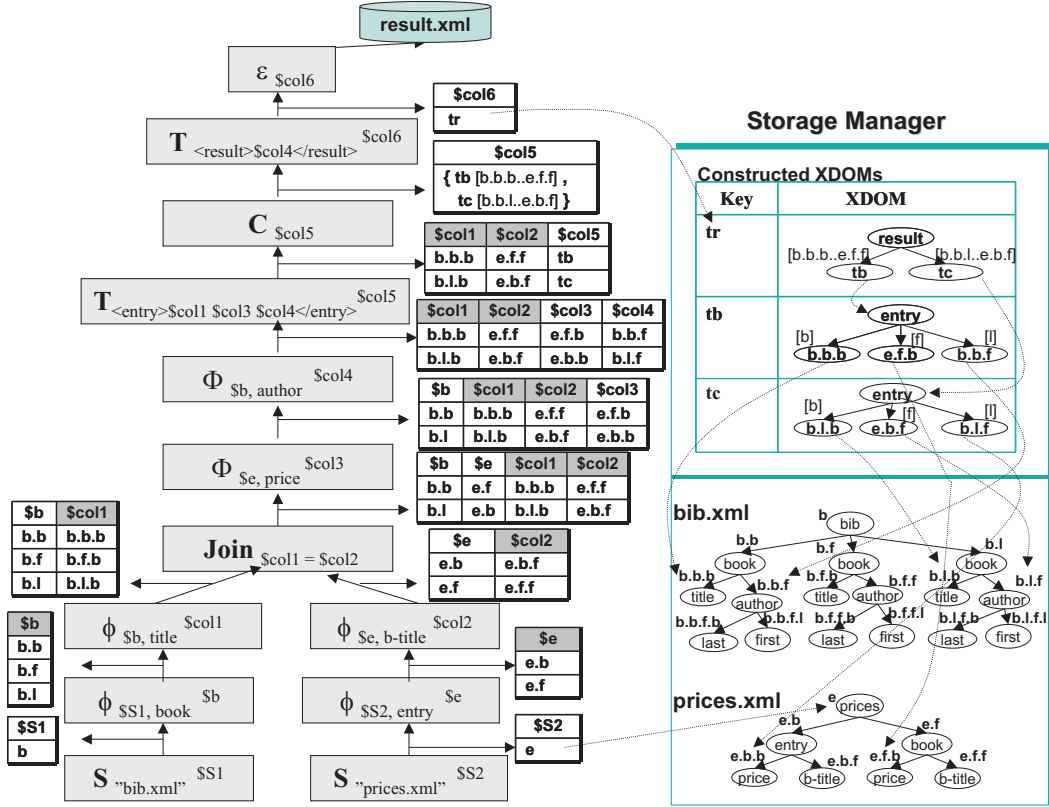 result.xml
ε $col6
$col6
tr
T <result>$col4</result> $col6
$col5
{ tb [b.b.b..e.f.f] ,
tc [b.b.l..e.b.f] }
C $col5
$col1 $col2 $col5
b.b.b e.f.f tb
b.l.b e.b.f tc
T <entry>$col1 $col3 $col4</entry> $col5
$col1 $col2 $col3 $col4
b.b.b e.f.f e.f.b b.b.f
b.l.b e.b.f e.b.b b.l.f
Φ $b, author $col4
$b $col1 $col2 $col3
b.b b.b.b e.f.f e.f.b
b.l b.l.b e.b.f e.b.b
Φ $e, price $col3
$b $e $col1 $col2
b.b e.f b.b.b e.f.f
b.l e.b b.l.b e.b.f
Join $col1 = $col2
$b $col1
b.b b.b.b
b.f b.f.b
b.l b.l.b
$e $col2
e.b e.b.f
e.f e.f.f
ϕ $b, title $col1
ϕ $e, b-title $col2
$b
b.b
b.f
b.l
$e
e.b
e.f
ϕ $S1, book $b
ϕ $S2, entry $e
$S1
b
$S2
e
S ”bib.xml” $S1
S ”prices.xml” $S2
Storage Manager
Constructed XDOMs
Key XDOM
tr
result
[b.b.b..e.f.f] [b.b.l..e.b.f]
tb tc
tb
entry
[b] [f] [l]
b.b.b e.f.b b.b.f
tc
entry
[b] [f] [l]
b.l.b e.b.f b.l.f
bib.xml
b bib
b.b b.f b.l
book book book
b.b.b b.b.f b.f.b b.f.f b.l.b b.l.f
title author title author title author
b.b.f.b b.b.f.l b.f.f.b b.f.f.l b.l.f.b b.l.f.l
last first last first last first
prices.xml
e prices
e.b e.f
entry book
e.b.b e.b.f e.f.b e.f.f
price b-title price b-title